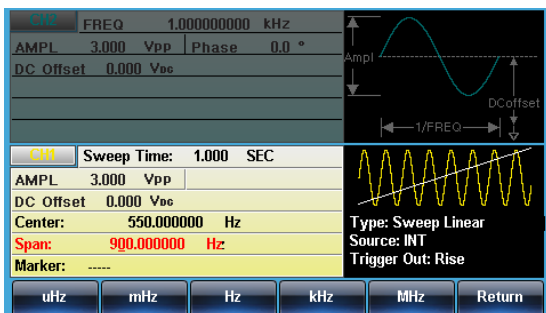 CH2 FREQ 1.000000000 kHz
AMPL 3.000 Vpp Phase 0.0 °
DC Offset 0.000 VDC
Ampl
DCoffset
1/FREQ
CH1 Sweep Time: 1.000 SEC
AMPL 3.000 Vpp
DC Offset 0.000 VDC
Center: 550.000000 Hz
Span: 900.000000 Hz
Marker: -----
Type: Sweep Linear
Source: INT
Trigger Out: Rise
uHz mHz Hz kHz MHz Return